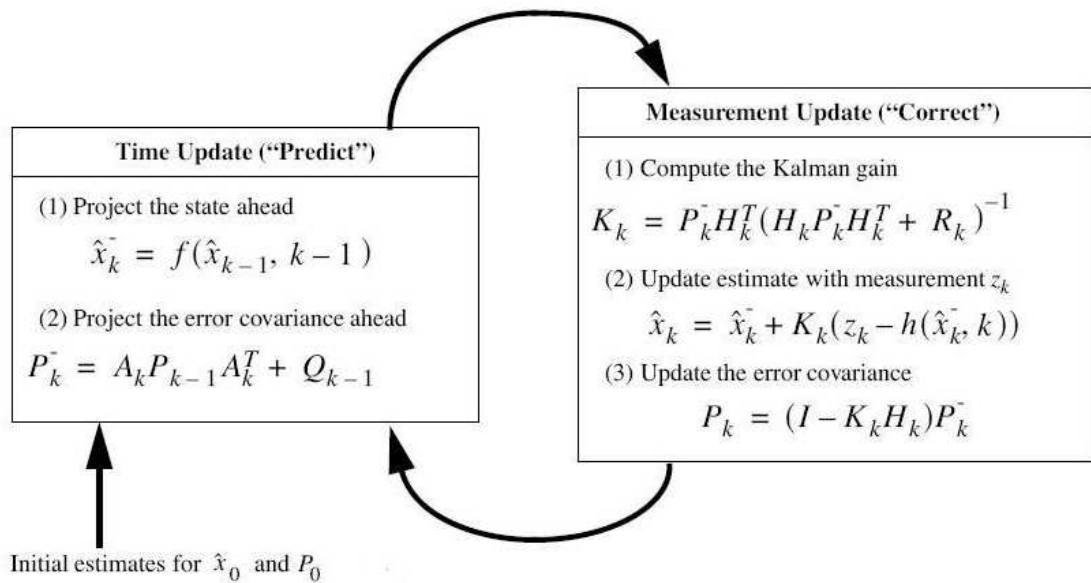 Time Update (“Predict”)
(1) Project the state ahead
x̂ₖ⁻ = f(x̂ₖ₋₁, k – 1)
(2) Project the error covariance ahead
Pₖ⁻ = AₖPₖ₋₁Aₖᵀ + Qₖ₋₁
Measurement Update (“Correct”)
(1) Compute the Kalman gain
Kₖ = Pₖ⁻Hₖᵀ(HₖPₖ⁻Hₖᵀ + Rₖ)⁻¹
(2) Update estimate with measurement zₖ
x̂ₖ = x̂ₖ⁻ + Kₖ(zₖ – h(x̂ₖ⁻, k))
(3) Update the error covariance
Pₖ = (I – KₖHₖ)Pₖ⁻
Initial estimates for x̂₀ and P₀